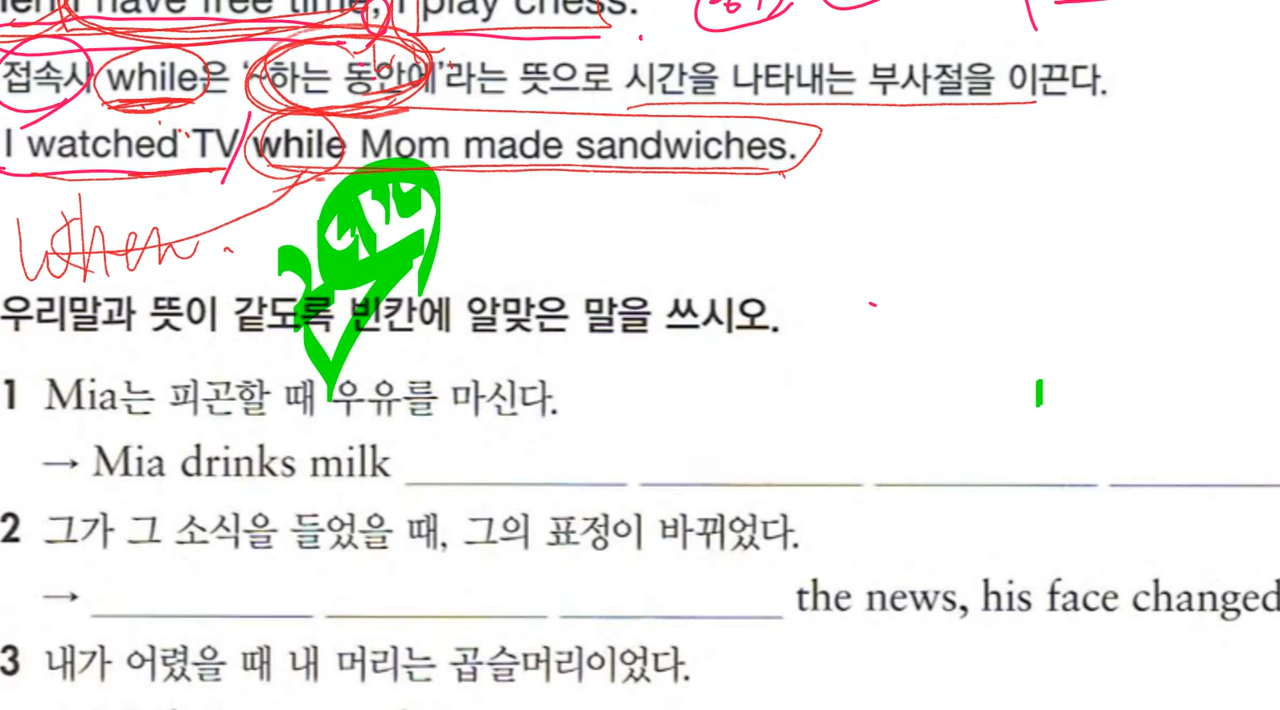 have free time, I play chess.
접속사 while은 '~하는 동안에'라는 뜻으로 시간을 나타내는 부사절을 이끈다.
I watched TV while Mom made sandwiches.
when.
우리말과 뜻이 같도록 빈칸에 알맞은 말을 쓰시오.
1 Mia는 피곤할 때 우유를 마신다.
→ Mia drinks milk
2 그가 그 소식을 들었을 때, 그의 표정이 바뀌었다.
→ the news, his face changed
3 내가 어렸을 때 내 머리는 곱슬머리이었다.